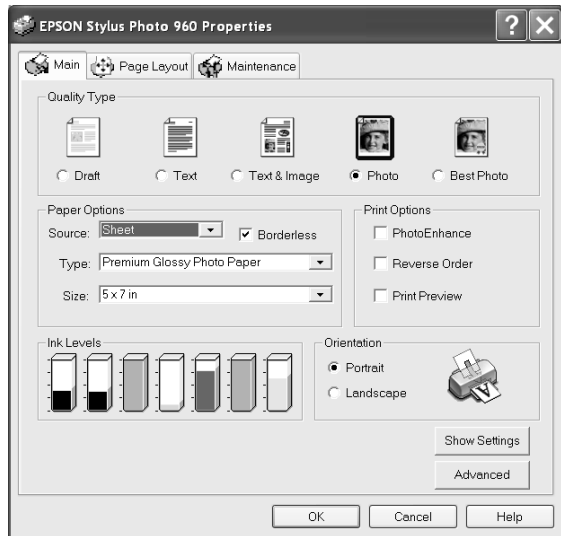 EPSON Stylus Photo 960 Properties
Main Page Layout Maintenance
Quality Type
Draft Text Text & Image Photo Best Photo
Paper Options
Source: Sheet Borderless
Type: Premium Glossy Photo Paper
Size: 5 x 7 in
Print Options
PhotoEnhance
Reverse Order
Print Preview
Ink Levels
Orientation
Portrait
Landscape
A
Show Settings
Advanced
OK Cancel Help